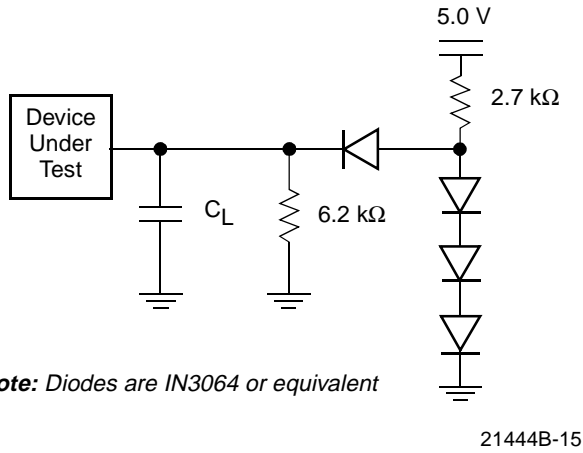 5.0 V
2.7 kΩ
Device
Under
Test
CL
6.2 kΩ
ote: Diodes are IN3064 or equivalent
21444B-15